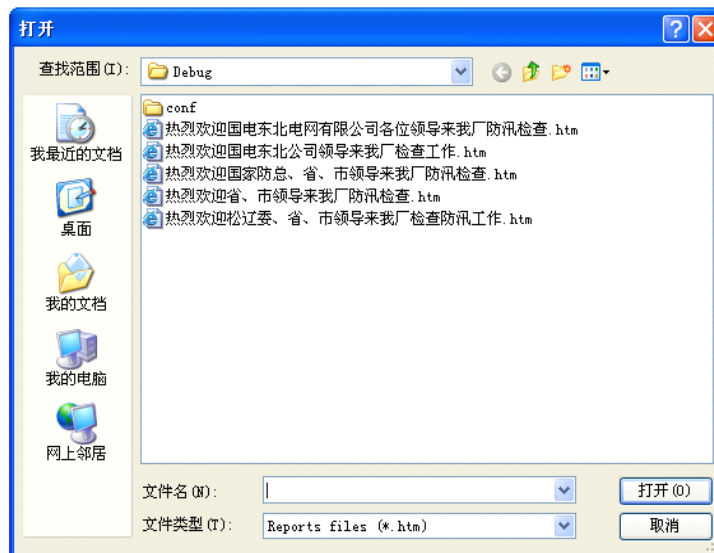 打开
查找范围(I):
Debug
conf
热烈欢迎国电东北电网有限公司各位领导来我厂防汛检查.htm
热烈欢迎国电东北公司领导来我厂检查工作.htm
热烈欢迎国家防总、省、市领导来我厂防汛检查.htm
热烈欢迎省、市领导来我厂防汛检查.htm
热烈欢迎松辽委、省、市领导来我厂检查防汛工作.htm
我最近的文档
桌面
我的文档
我的电脑
网上邻居
文件名(N):
打开(O)
文件类型(T):
Reports files (*.htm)
取消